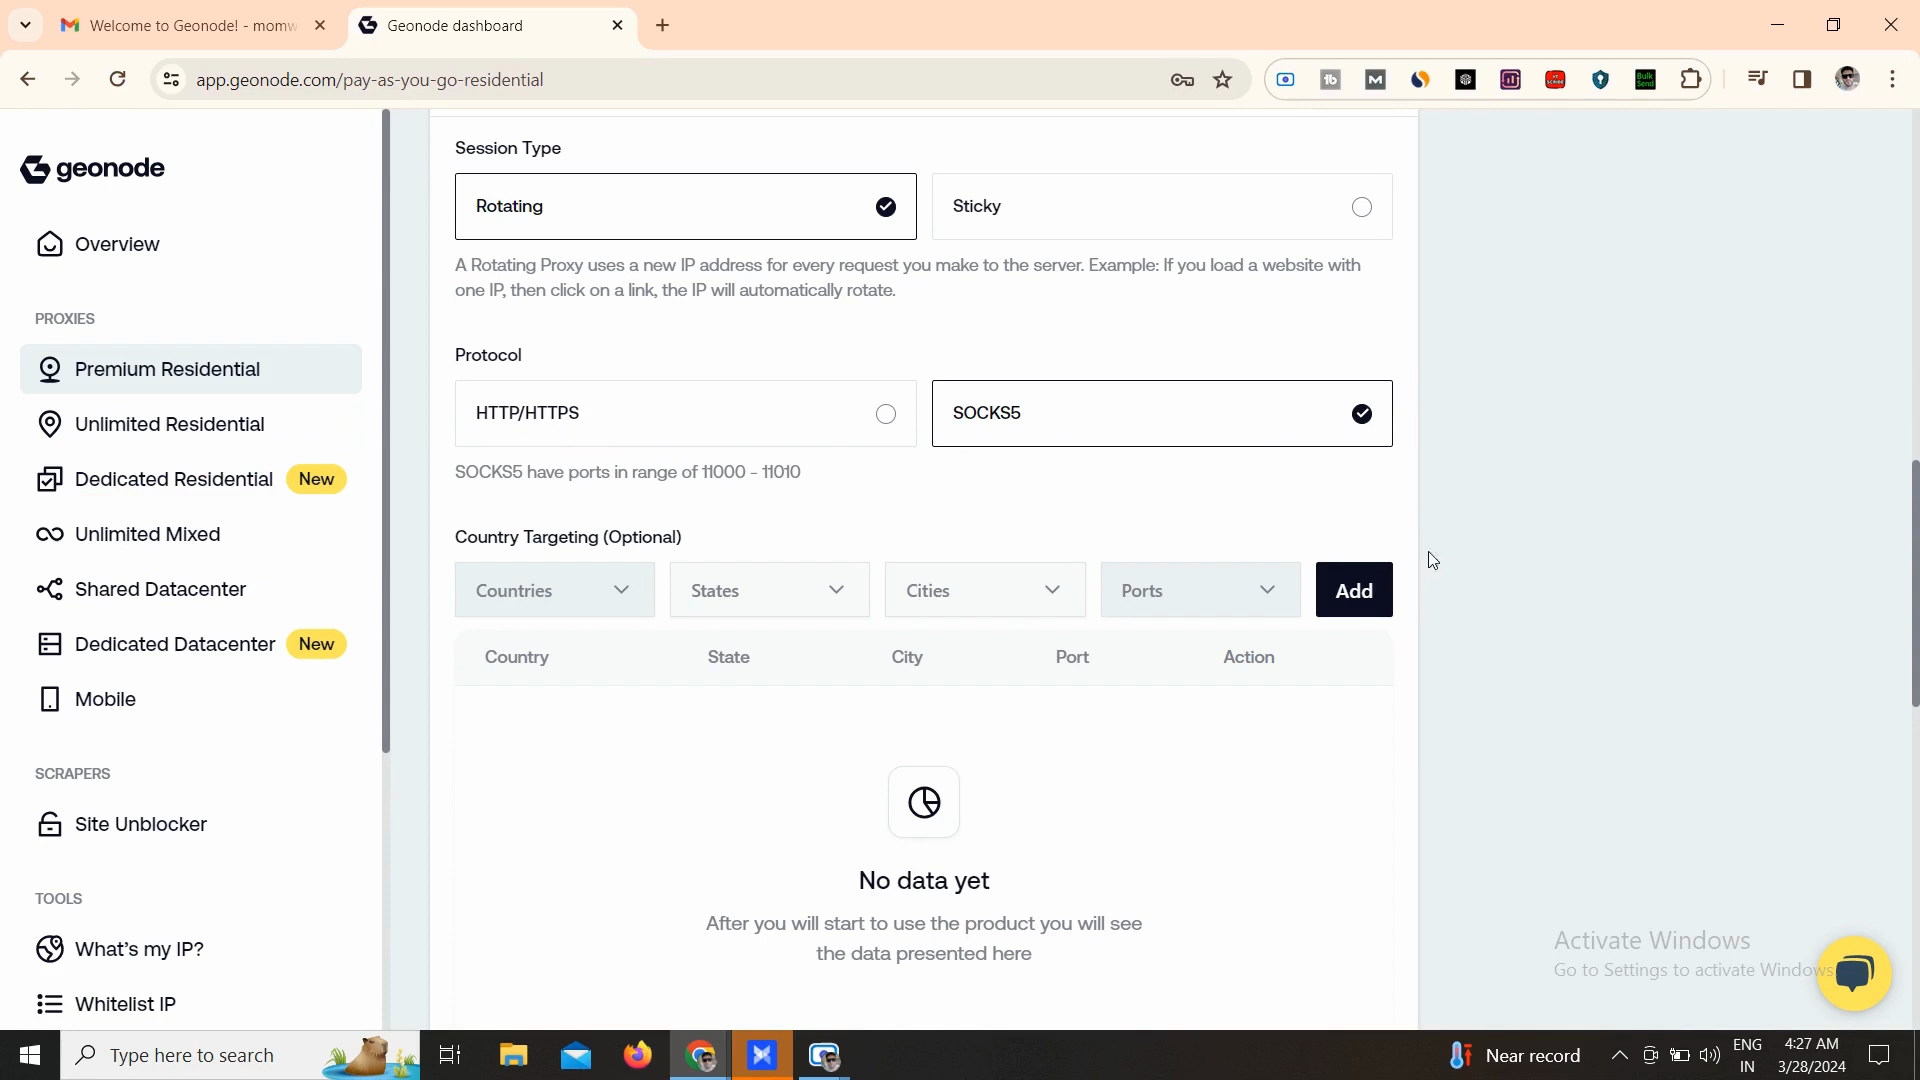 Welcome to Geonode! - momw
Geonode dashboard
app.geonode.com/pay-as-you-go-residential
geonode
Overview
PROXIES
Premium Residential
Unlimited Residential
Dedicated Residential New
Unlimited Mixed
Shared Datacenter
Dedicated Datacenter New
Mobile
SCRAPERS
Site Unblocker
TOOLS
What's my IP?
Whitelist IP
Session Type
Rotating
Sticky
A Rotating Proxy uses a new IP address for every request you make to the server. Example: If you load a website with
one IP, then click on a link, the IP will automatically rotate.
Protocol
HTTP/HTTPS
SOCKS5
SOCKS5 have ports in range of 11000 - 11010
Country Targeting (Optional)
Countries States Cities Ports Add
Country State City Port Action
No data yet
After you will start to use the product you will see
the data presented here
Activate Windows
Go to Settings to activate Windows
Type here to search
Near record
ENG
IN
4:27 AM
3/28/2024